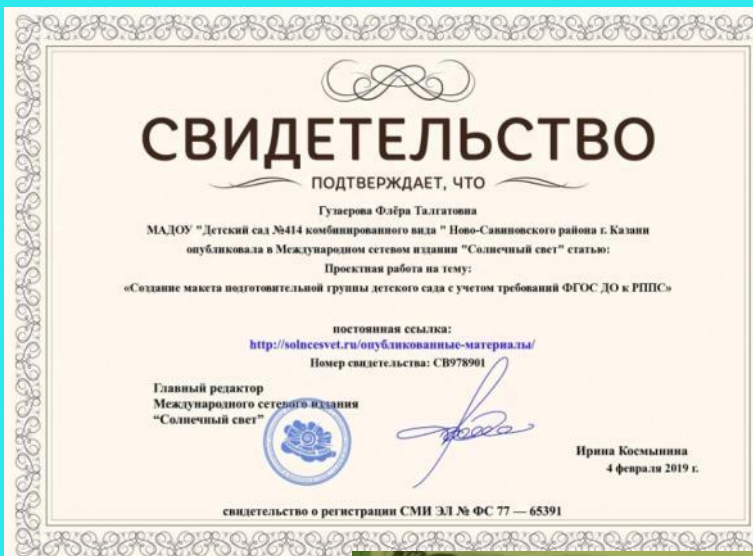 СВИДЕТЕЛЬСТВО
ПОДТВЕРЖДАЕТ, ЧТО
Гузаерова Флёра Талгатовна
МАДОУ "Детский сад №414 комбинированного вида " Ново-Савиновского района г. Казани
опубликовала в Международном сетевом издании "Солнечный свет" статью:
Проектная работа на тему:
«Создание макета подготовительной группы детского сада с учетом требований ФГОС ДО к РППС»
постоянная ссылка:
http://solncesvet.ru/опубликованные-материалы/
Номер свидетельства: СВ978901
Главный редактор
Международного сетевого издания
“Солнечный свет”
Ирина Космынина
4 февраля 2019 г.
свидетельство о регистрации СМИ ЭЛ № ФС 77 — 65391